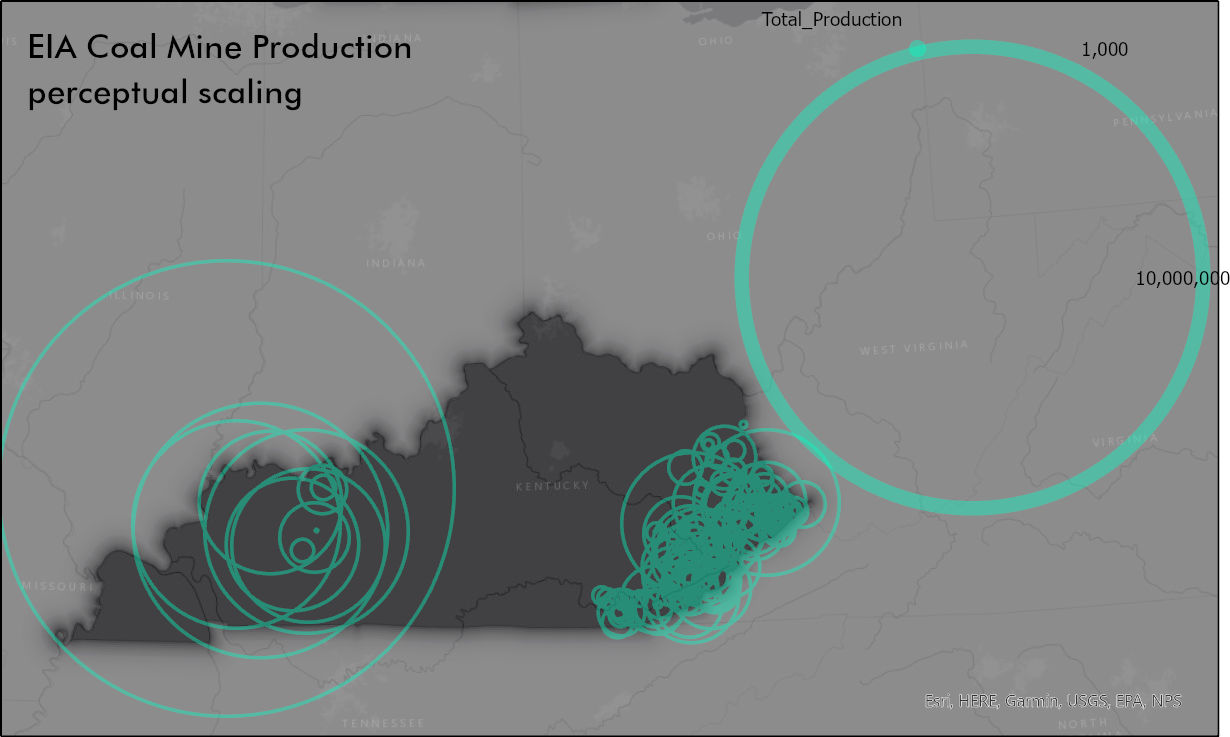 Total_Production
EIA Coal Mine Production
perceptual scaling
INDIANA
OHIO
1,000
PENNSYLVANIA
OHIO
INDIANA
10,000,000
ILLINOIS
WEST VIRGINIA
VIRGINIA
KENTUCKY
MISSOURI
Esri, HERE, Garmin, USGS, EPA, NPS
TENNESSEE
NORTH